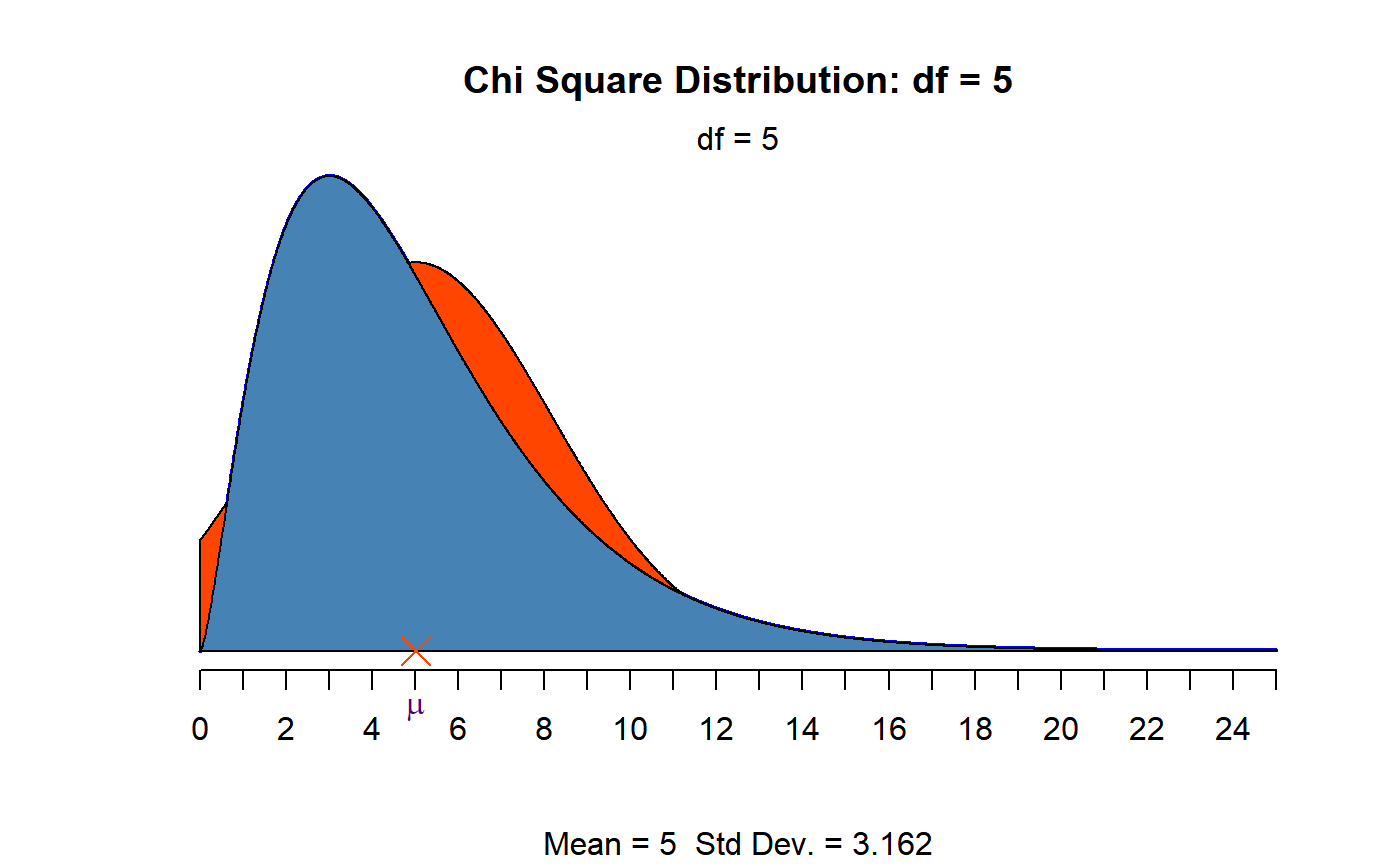 Chi Square Distribution: df = 5
df = 5
μ
0 2 4 6 8 10 12 14 16 18 20 22 24
Mean = 5 Std Dev. = 3.162